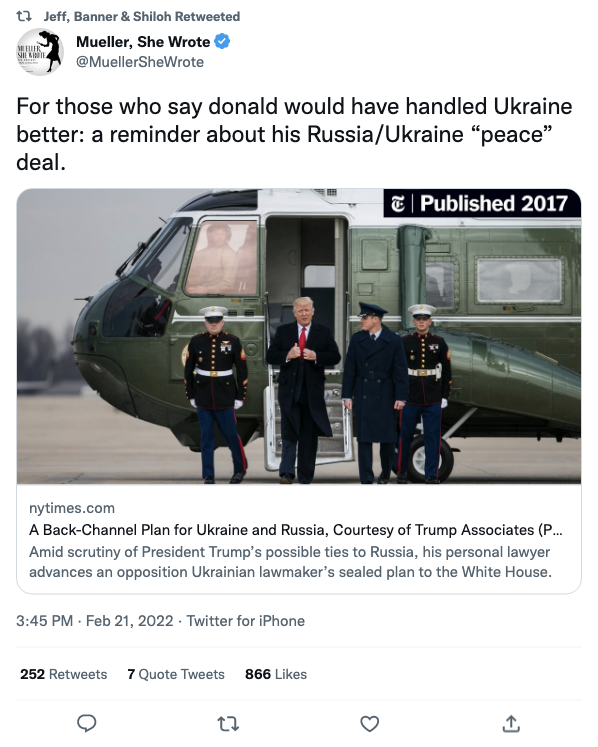 Jeff, Banner & Shiloh Retweeted
MUELLER,
SHE WROTE
Mueller, She Wrote
@MuellerSheWrote
For those who say donald would have handled Ukraine
better: a reminder about his Russia/Ukraine “peace”
deal.
Published 2017
nytimes.com
A Back-Channel Plan for Ukraine and Russia, Courtesy of Trump Associates (P...
Amid scrutiny of President Trump’s possible ties to Russia, his personal lawyer
advances an opposition Ukrainian lawmaker’s sealed plan to the White House.
3:45 PM · Feb 21, 2022 · Twitter for iPhone
252 Retweets 7 Quote Tweets 866 Likes